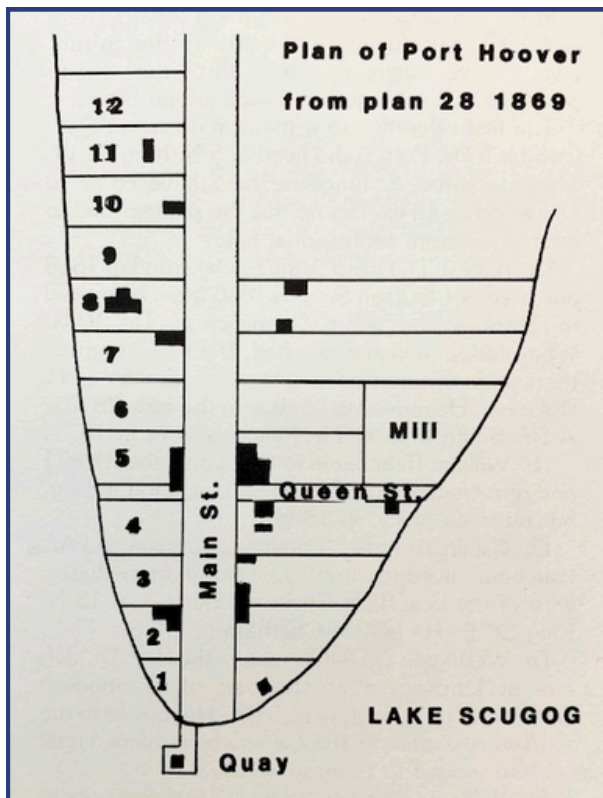 Plan of Port Hoover
from plan 28 1869
12
11
10
9
8
7
6
5
4
3
2
1
Main St.
Mill
Queen St.
LAKE SCUGOG
Quay